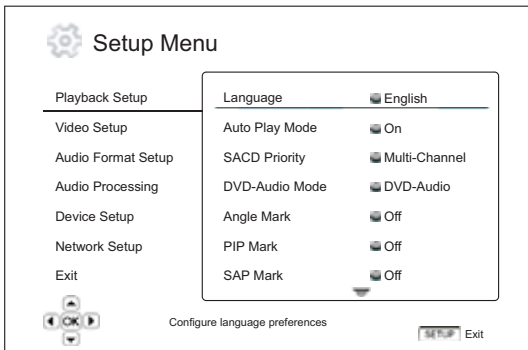 Setup Menu
Playback Setup Language English
Video Setup Auto Play Mode On
Audio Format Setup SACD Priority Multi-Channel
Audio Processing DVD-Audio Mode DVD-Audio
Device Setup Angle Mark Off
Network Setup PIP Mark Off
Exit SAP Mark Off
OK
Configure language preferences
SETUP Exit